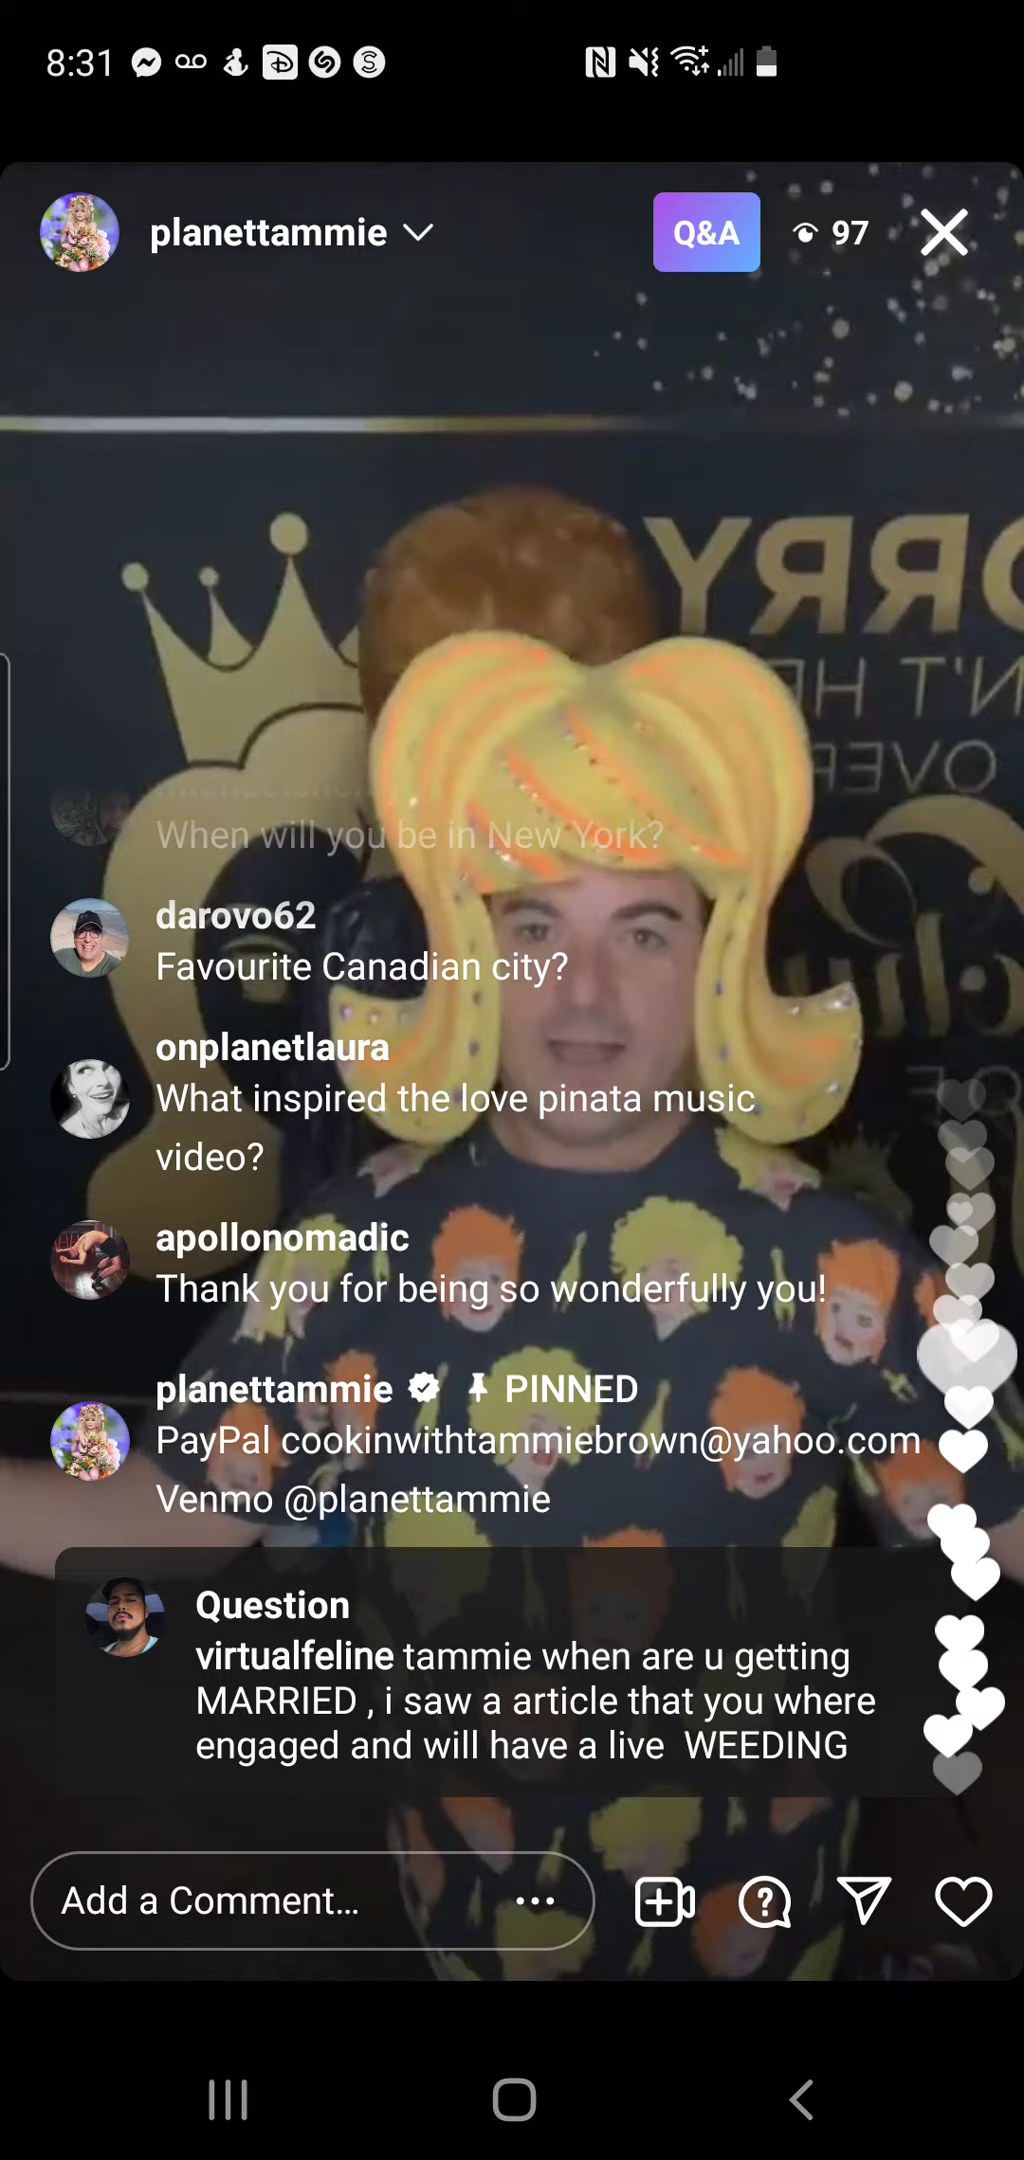 8:31
planettammie
Q&A
97
ORRY
N'T HE
OVER
When will you be in New York?
darovo62
Favourite Canadian city?
onplanetlaura
What inspired the love pinata music
video?
apollonomadic
Thank you for being so wonderfully you!
planettammie PINNED
PayPal cookinwithtammiebrown@yahoo.com
Venmo @planettammie
Question
virtualfeline tammie when are u getting
MARRIED , i saw a article that you where
engaged and will have a live WEEDING
Add a Comment...